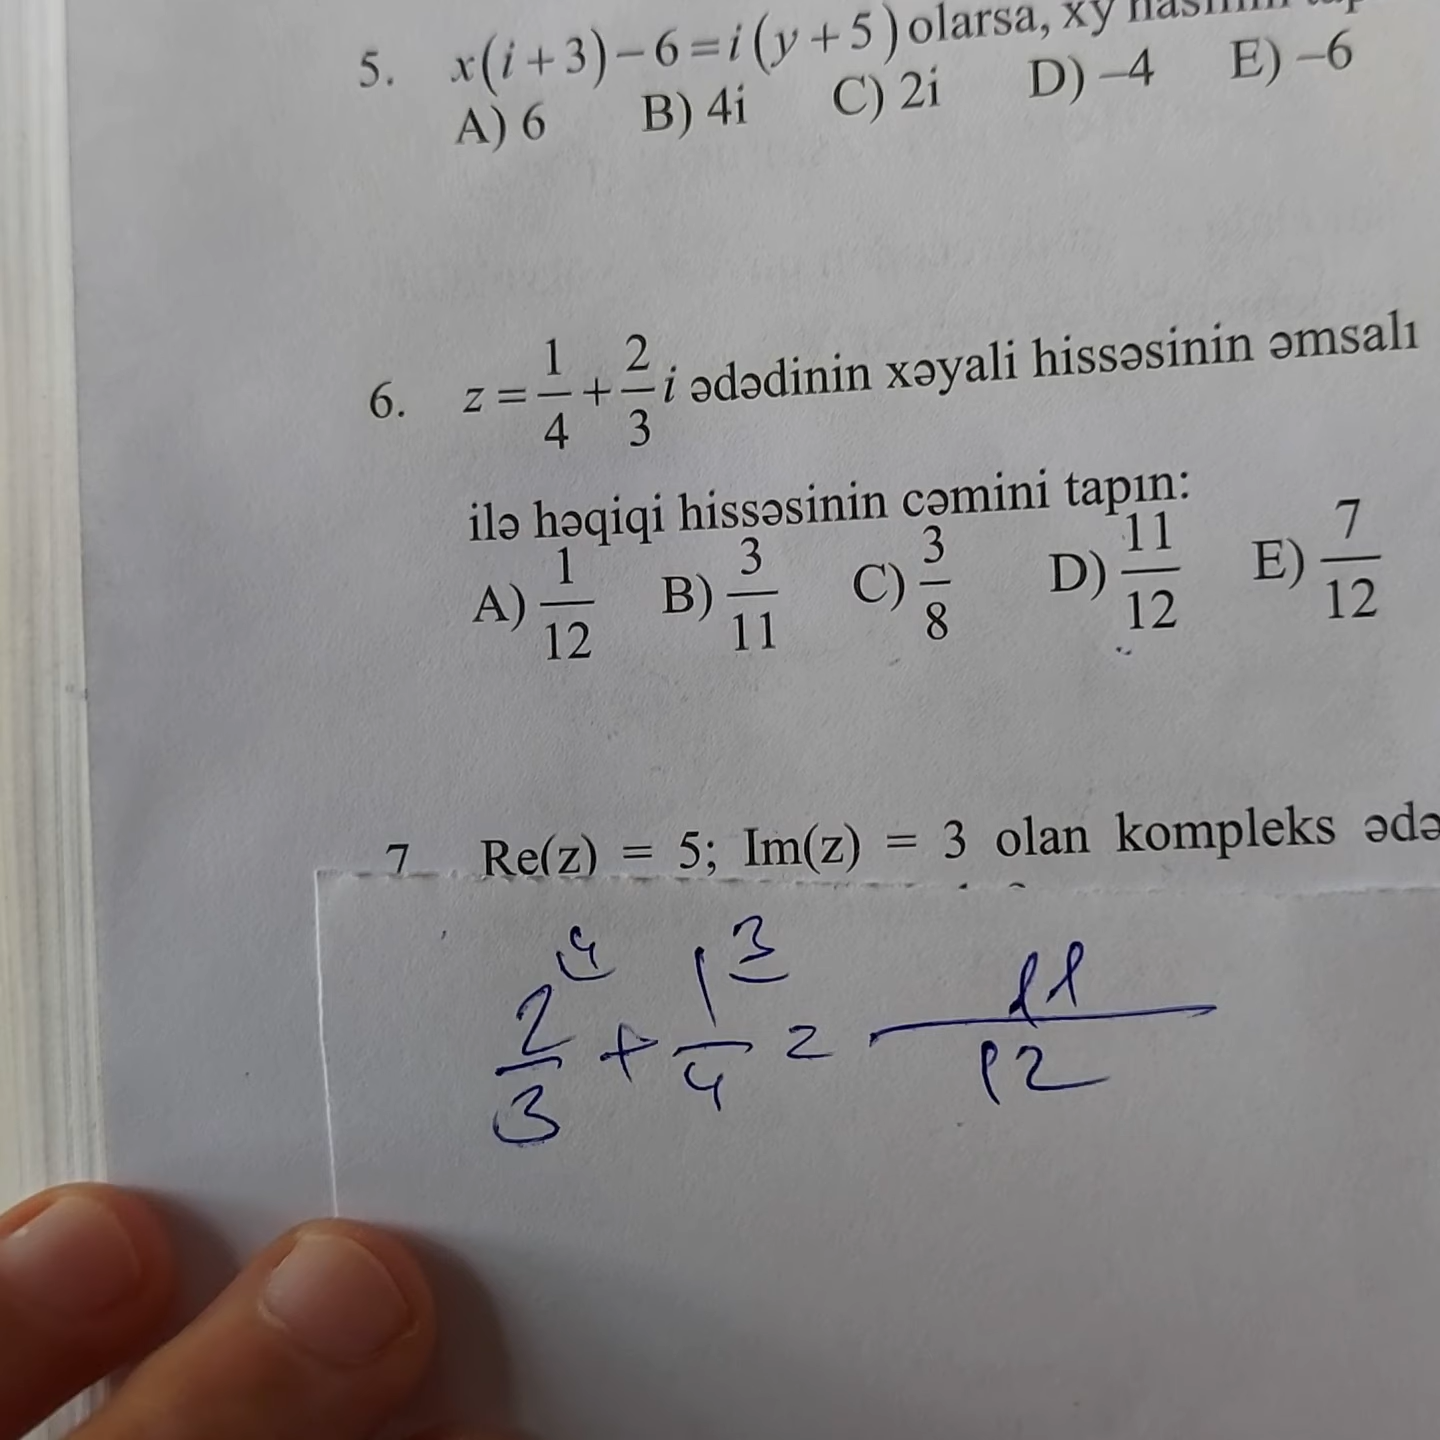 5. x(i+3)−6=i(y+5) olarsa, xy
A) 6 B) 4i C) 2i D) −4 E) −6
6. z = 1/4 + 2/3 i ədədinin xəyali hissəsinin əmsalı
ilə həqiqi hissəsinin cəmini tapın:
A) 1/12 B) 3/11 C) 3/8 D) 11/12 E) 7/12
7 Re(z) = 5; Im(z) = 3 olan kompleks
2/3 ⁴ + 1/4 ³ = 11/12